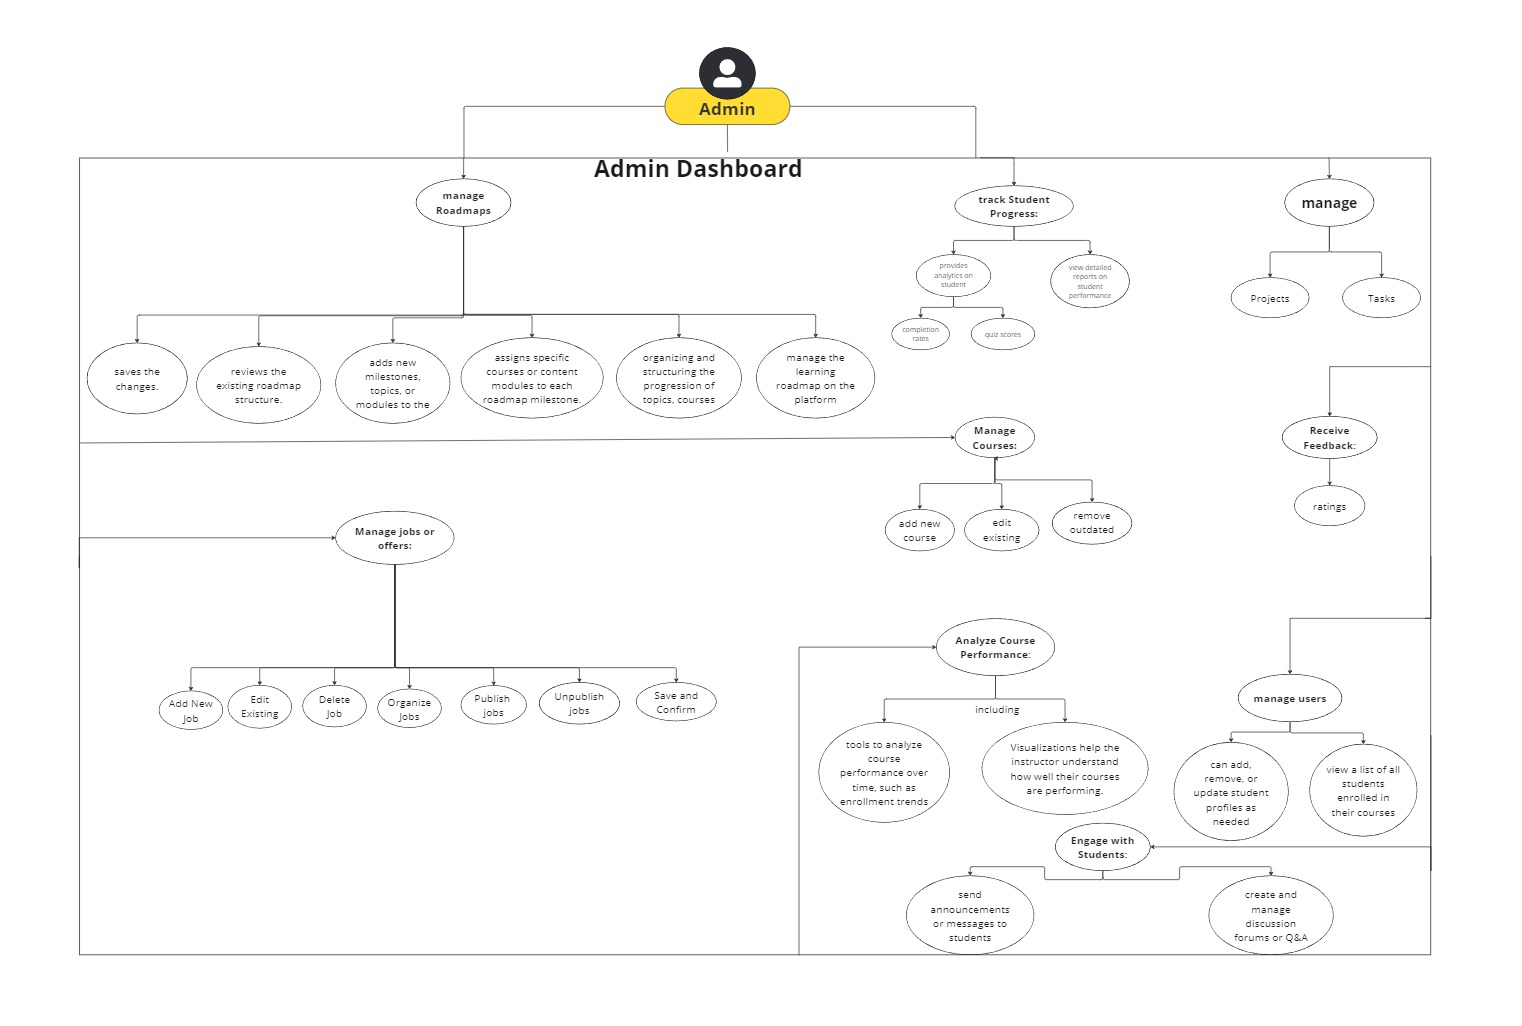 Admin
Admin Dashboard
manage
Roadmaps
track Student
Progress:
manage
provides
analytics on
student
view detailed
reports on
student
performance
Projects
Tasks
completion
rates
quiz scores
saves the
changes.
reviews the
existing roadmap
structure.
adds new
milestones,
topics, or
modules to the
assigns specific
courses or content
modules to each
roadmap milestone.
organizing and
structuring the
progression of
topics, courses
manage the
learning
roadmap on the
platform
Manage
Courses:
Receive
Feedback:
add new
course
edit
existing
remove
outdated
ratings
Manage jobs or
offers:
Add New
Job
Edit
Existing
Delete
Job
Organize
Jobs
Publish
jobs
Unpublish
jobs
Save and
Confirm
Analyze Course
Performance:
including
tools to analyze
course
performance over
time, such as
enrollment trends
Visualizations help the
instructor understand
how well their courses
are performing.
manage users
can add,
remove, or
update student
profiles as
needed
view a list of all
students
enrolled in
their courses
Engage with
Students:
send
announcements
or messages to
students
create and
manage
discussion
forums or Q&A